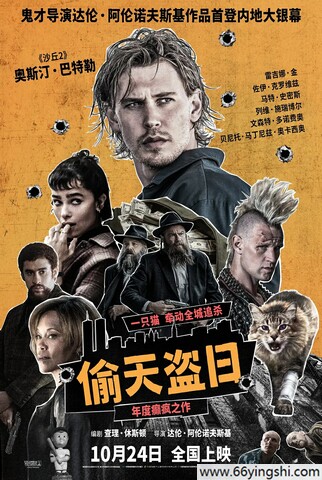 鬼才导演达伦·阿伦诺夫斯基作品首登内地大银幕
《沙丘2》
奥斯汀·巴特勒
雷吉娜·金
佐伊·克罗维兹
马特·史密斯
列维·施瑞博尔
文森特·多诺费奥
贝尼托·马丁尼兹·奥卡西奥
一只猫 牵动全城追杀
偷天盗日
年度癫疯之作
编剧 查理·休斯顿 导演 达伦·阿伦诺夫斯基
10月24日 全国上映
www.66yingshi.com